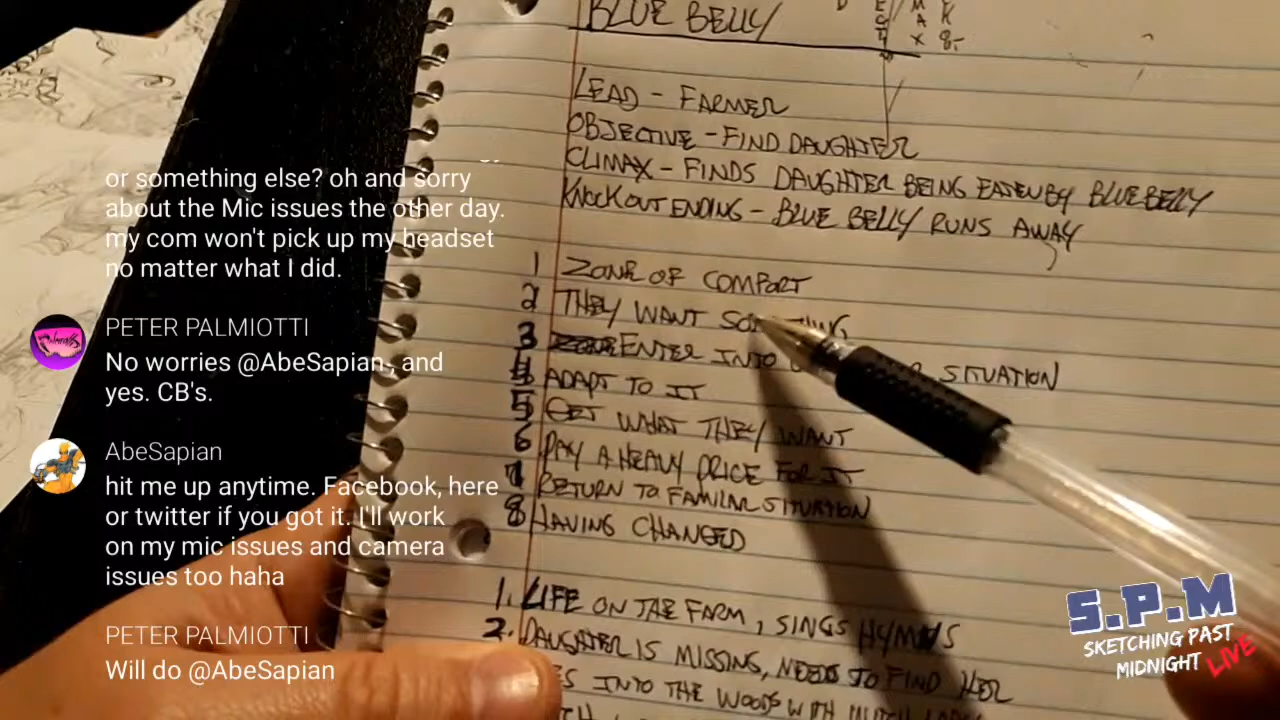 BLUE BELLY
LEAD - FARMER
OBJECTIVE - FIND DAUGHTER
CLIMAX - FINDS DAUGHTER BEING EATEN BY BLUEBELLY
KNOCKOUT ENDING - BLUE BELLY RUNS AWAY
1 ZONE OF COMFORT
2 THEY WANT
3 ENTER INTO SITUATION
4 ADAPT TO IT
5 GET WHAT THEY WANT
6 PAY A HEAVY PRICE FOR IT
7 RETURN TO FAMILAR SITUATION
8 HAVING CHANGED
1. LIFE ON THE FARM, SINGS HYMNS
2. DAUGHTER IS MISSING, NEEDS TO FIND HER
INTO THE WOODS WITH
or something else? oh and sorry
about the Mic issues the other day.
my com won't pick up my headset
no matter what I did.
PETER PALMIOTTI
No worries @AbeSapian-, and
yes. CB's.
AbeSapian
hit me up anytime. Facebook, here
or twitter if you got it. I'll work
on my mic issues and camera
issues too haha
PETER PALMIOTTI
Will do @AbeSapian
S.P.M
SKETCHING PAST
MIDNIGHT LIVE